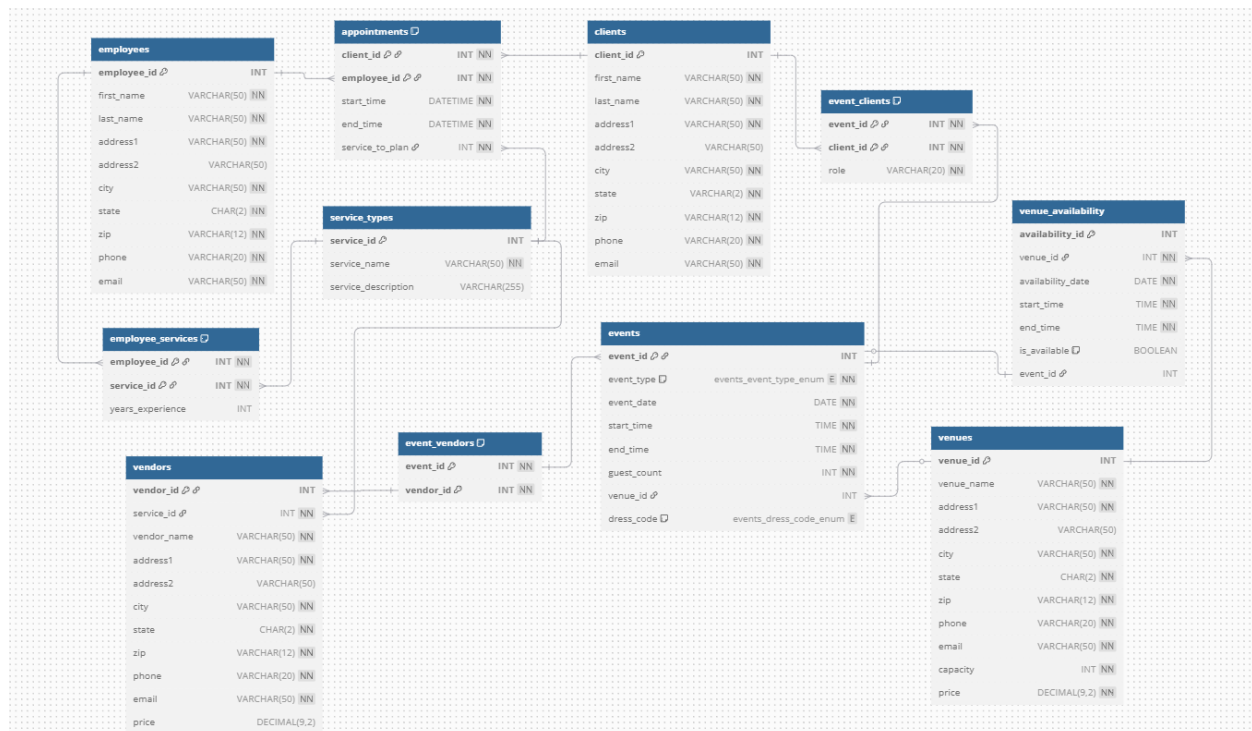 employees
employee_id INT
first_name VARCHAR(50) NN
last_name VARCHAR(50) NN
address1 VARCHAR(50) NN
address2 VARCHAR(50)
city VARCHAR(50) NN
state CHAR(2) NN
zip VARCHAR(12) NN
phone VARCHAR(20) NN
email VARCHAR(50) NN
appointments
client_id INT NN
employee_id INT NN
start_time DATETIME NN
end_time DATETIME NN
service_to_plan INT NN
clients
client_id INT
first_name VARCHAR(50) NN
last_name VARCHAR(50) NN
address1 VARCHAR(50) NN
address2 VARCHAR(50)
city VARCHAR(50) NN
state VARCHAR(2) NN
zip VARCHAR(12) NN
phone VARCHAR(20) NN
email VARCHAR(50) NN
event_clients
event_id INT NN
client_id INT NN
role VARCHAR(20) NN
service_types
service_id INT
service_name VARCHAR(50) NN
service_description VARCHAR(255)
venue_availability
availability_id INT
venue_id INT NN
availability_date DATE NN
start_time TIME NN
end_time TIME NN
is_available BOOLEAN
event_id INT
employee_services
employee_id INT NN
service_id INT NN
years_experience INT
events
event_id INT
event_type events_event_type_enum E NN
event_date DATE NN
start_time TIME NN
end_time TIME NN
guest_count INT NN
venue_id INT
dress_code events_dress_code_enum E
event_vendors
event_id INT NN
vendor_id INT NN
vendors
vendor_id INT
service_id INT NN
vendor_name VARCHAR(50) NN
address1 VARCHAR(50) NN
address2 VARCHAR(50)
city VARCHAR(50) NN
state CHAR(2) NN
zip VARCHAR(12) NN
phone VARCHAR(20) NN
email VARCHAR(50) NN
price DECIMAL(9,2)
venues
venue_id INT
venue_name VARCHAR(50) NN
address1 VARCHAR(50) NN
address2 VARCHAR(50)
city VARCHAR(50) NN
state CHAR(2) NN
zip VARCHAR(12) NN
phone VARCHAR(20) NN
email VARCHAR(50) NN
capacity INT NN
price DECIMAL(9,2) NN